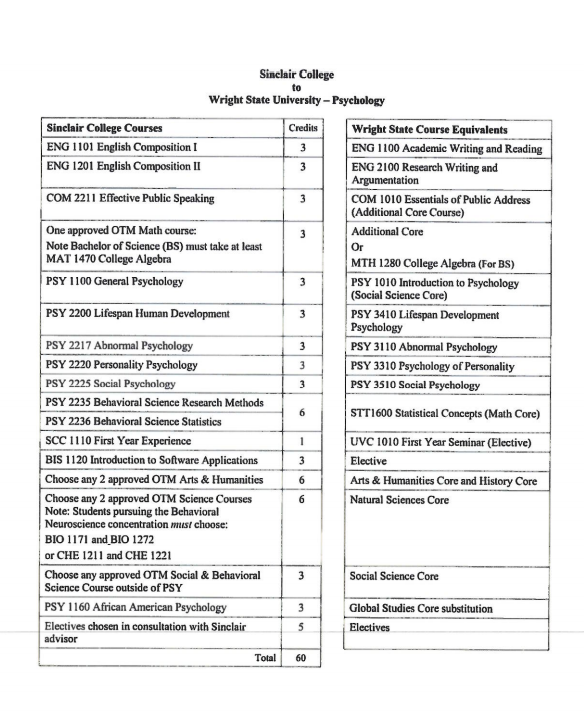 Sinclair College
to
Wright State University – Psychology
Sinclair College Courses Credits Wright State Course Equivalents
ENG 1101 English Composition I 3 ENG 1100 Academic Writing and Reading
ENG 1201 English Composition II 3 ENG 2100 Research Writing and
Argumentation
COM 2211 Effective Public Speaking 3 COM 1010 Essentials of Public Address
(Additional Core Course)
One approved OTM Math course: 3 Additional Core
Note Bachelor of Science (BS) must take at least Or
MAT 1470 College Algebra MTH 1280 College Algebra (For BS)
PSY 1100 General Psychology 3 PSY 1010 Introduction to Psychology
(Social Science Core)
PSY 2200 Lifespan Human Development 3 PSY 3410 Lifespan Development
Psychology
PSY 2217 Abnormal Psychology 3 PSY 3110 Abnormal Psychology
PSY 2220 Personality Psychology 3 PSY 3310 Psychology of Personality
PSY 2225 Social Psychology 3 PSY 3510 Social Psychology
PSY 2235 Behavioral Science Research Methods
6 STT1600 Statistical Concepts (Math Core)
PSY 2236 Behavioral Science Statistics
SCC 1110 First Year Experience 1 UVC 1010 First Year Seminar (Elective)
BIS 1120 Introduction to Software Applications 3 Elective
Choose any 2 approved OTM Arts & Humanities 6 Arts & Humanities Core and History Core
Choose any 2 approved OTM Science Courses 6 Natural Sciences Core
Note: Students pursuing the Behavioral
Neuroscience concentration must choose:
BIO 1171 and BIO 1272
or CHE 1211 and CHE 1221
Choose any approved OTM Social & Behavioral 3 Social Science Core
Science Course outside of PSY
PSY 1160 African American Psychology 3 Global Studies Core substitution
Electives chosen in consultation with Sinclair 5 Electives
advisor
Total 60